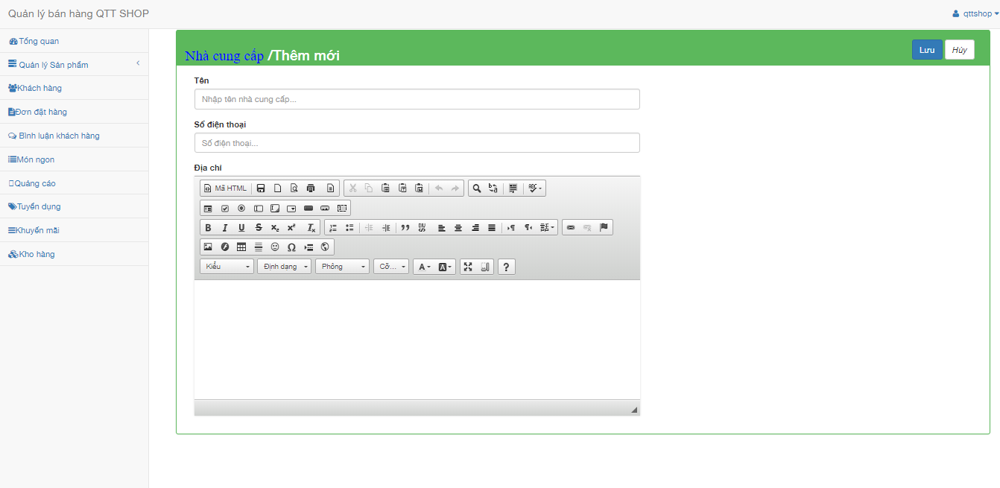 Quản lý bán hàng QTT SHOP
qttshop
Tổng quan
Quản lý Sản phẩm
Khách hàng
Đơn đặt hàng
Bình luận khách hàng
Món ngon
Quảng cáo
Tuyển dụng
Khuyến mãi
Kho hàng
Nhà cung cấp /Thêm mới
Lưu Hủy
Tên
Nhập tên nhà cung cấp...
Số điện thoại
Số điện thoại...
Địa chỉ
Mã HTML
Kiểu Định dạng Phông Cỡ...